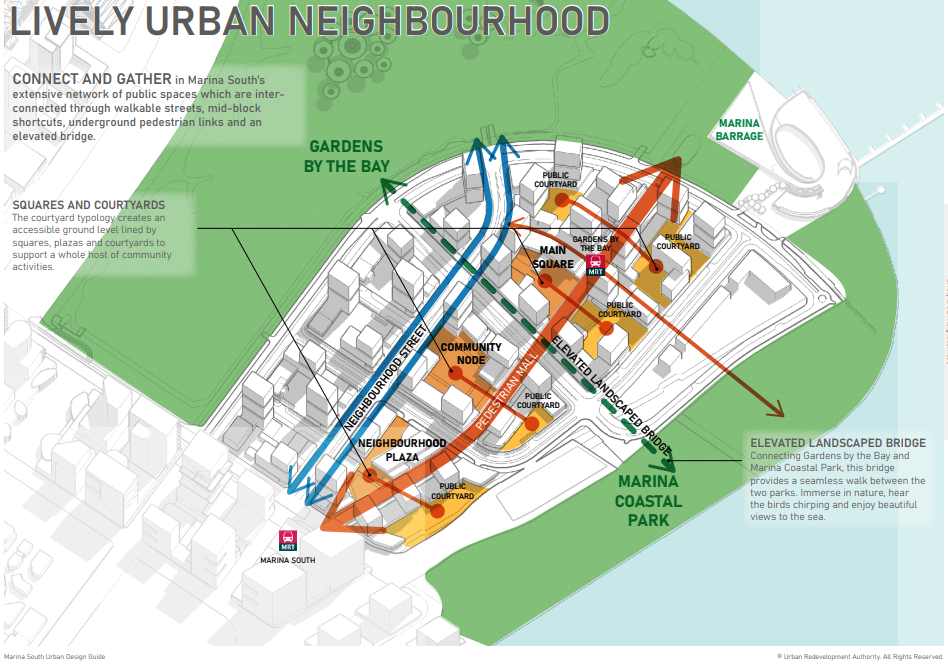 LIVELY URBAN NEIGHBOURHOOD
CONNECT AND GATHER in Marina South's
extensive network of public spaces which are inter-
connected through walkable streets, mid-block
shortcuts, underground pedestrian links and an
elevated bridge.
MARINA
BARRAGE
GARDENS
BY THE BAY
PUBLIC
COURTYARD
SQUARES AND COURTYARDS
The courtyard typology creates an
accessible ground level lined by
squares, plazas and courtyards to
support a whole host of community
activities.
GARDENS BY
THE BAY
MRT
PUBLIC
COURTYARD
MAIN
SQUARE
PUBLIC
COURTYARD
NEIGHBOURHOOD STREET
COMMUNITY
NODE
PEDESTRIAN MALL
ELEVATED LANDSCAPED BRIDGE
PUBLIC
COURTYARD
NEIGHBOURHOOD
PLAZA
PUBLIC
COURTYARD
MARINA
COASTAL
PARK
ELEVATED LANDSCAPED BRIDGE
Connecting Gardens by the Bay and
Marina Coastal Park, this bridge
provides a seamless walk between the
two parks. Immerse in nature, hear
the birds chirping and enjoy beautiful
views to the sea.
MRT
MARINA SOUTH
Marina South Urban Design Guide
© Urban Redevelopment Authority. All Rights Reserved